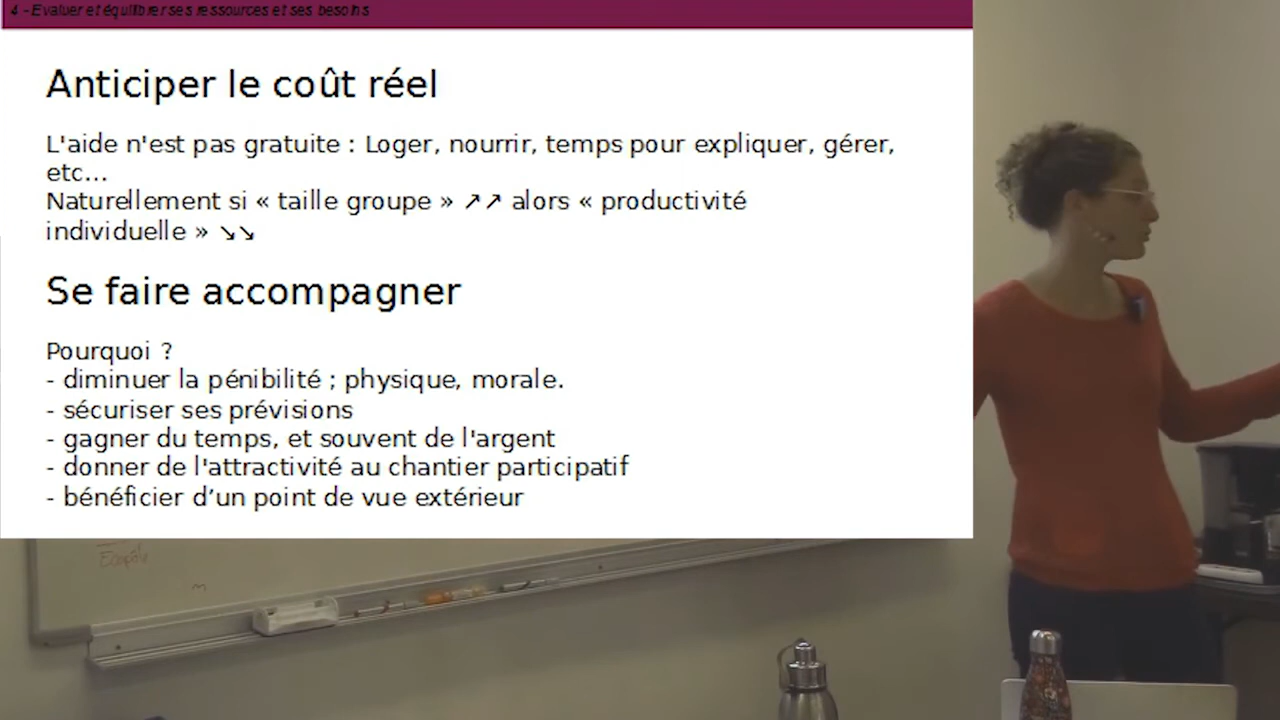 4 - Evaluer et équilibrer ses ressources et ses besoins
Anticiper le coût réel
L'aide n'est pas gratuite : Loger, nourrir, temps pour expliquer, gérer,
etc...
Naturellement si « taille groupe » ↗↗ alors « productivité
individuelle » ↘↘
Se faire accompagner
Pourquoi ?
- diminuer la pénibilité ; physique, morale.
- sécuriser ses prévisions
- gagner du temps, et souvent de l'argent
- donner de l'attractivité au chantier participatif
- bénéficier d’un point de vue extérieur